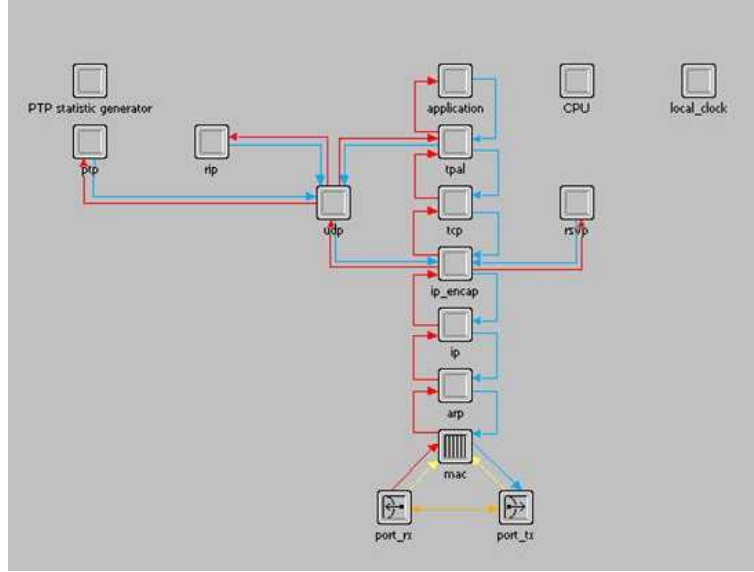 PTP statistic generator
application
CPU
local_clock
ptp
rip
tpal
udp
tcp
rsvp
ip_encap
ip
arp
mac
port_rx
port_tx